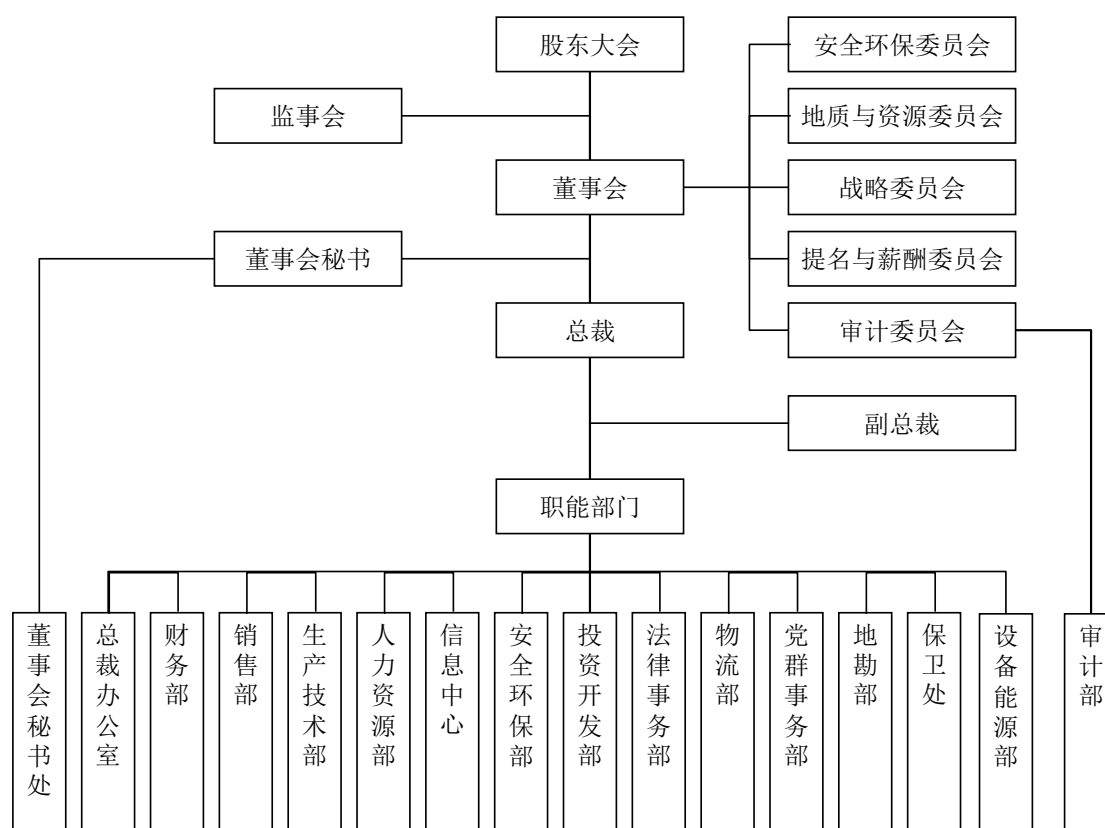 股东大会
安全环保委员会
监事会
地质与资源委员会
董事会
战略委员会
董事会秘书
提名与薪酬委员会
总裁
审计委员会
副总裁
职能部门
董事会秘书处
总裁办公室
财务部
销售部
生产技术部
人力资源部
信息中心
安全环保部
投资开发部
法律事务部
物流部
党群事务部
地勘部
保卫处
设备能源部
审计部